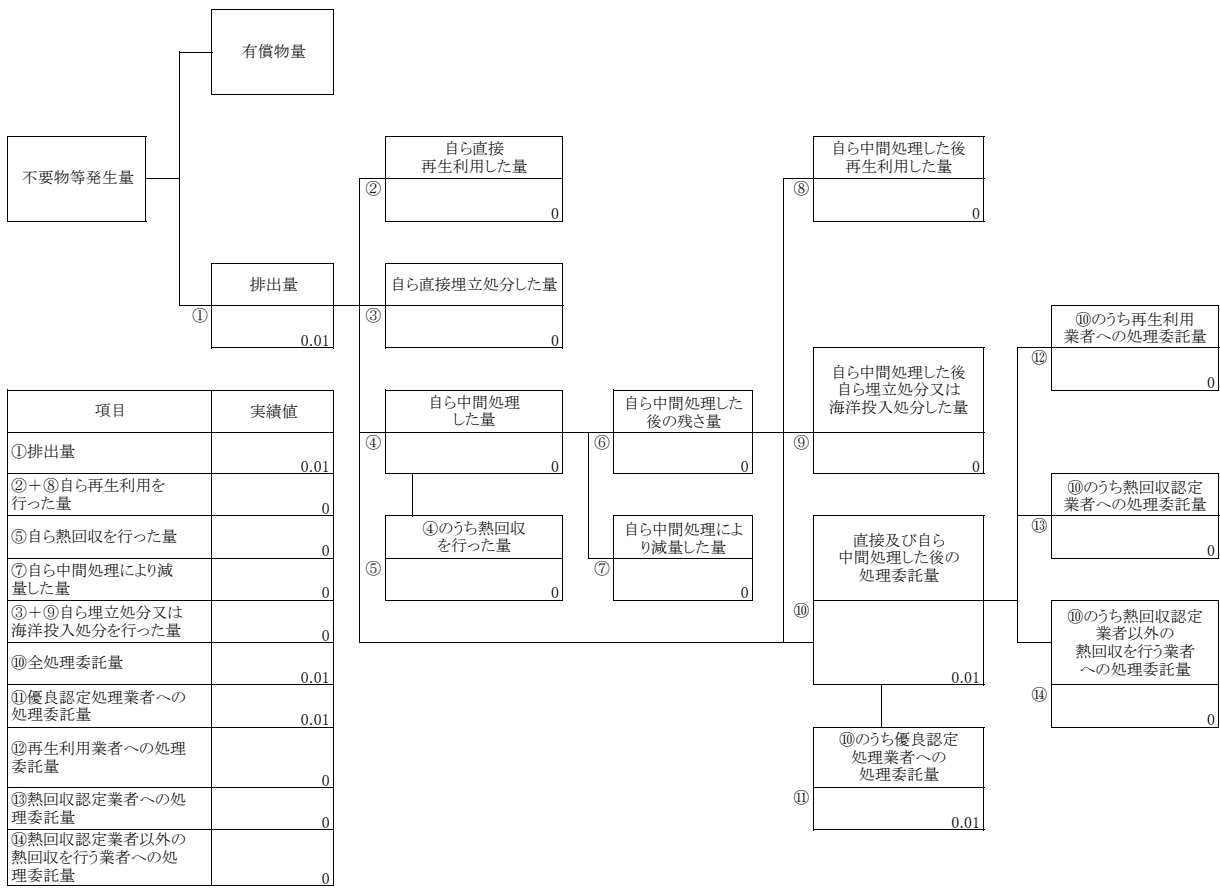 有償物量
不要物等発生量
排出量
①
0.01
自ら直接
再生利用した量
②
0
自ら直接埋立処分した量
③
0
自ら中間処理
した量
④
0
④のうち熱回収
を行った量
⑤
0
自ら中間処理した
後の残さ量
⑥
0
自ら中間処理によ
り減量した量
⑦
0
自ら中間処理した後
再生利用した量
⑧
0
自ら中間処理した後
自ら埋立処分又は
海洋投入処分した量
⑨
0
直接及び自ら
中間処理した後の
処理委託量
⑩
0.01
⑩のうち優良認定
処理業者への
処理委託量
⑪
0.01
⑩のうち再生利用
業者への処理委託量
⑫
0
⑩のうち熱回収認定
業者への処理委託量
⑬
0
⑩のうち熱回収認定
業者以外の
熱回収を行う業者
への処理委託量
⑭
0
項目 実績値
①排出量
0.01
②+⑧自ら再生利用を
行った量
0
⑤自ら熱回収を行った量
0
⑦自ら中間処理により減
量した量
0
③+⑨自ら埋立処分又は
海洋投入処分を行った量
0
⑩全処理委託量
0.01
⑪優良認定処理業者への
処理委託量
0.01
⑫再生利用業者への処理
委託量
0
⑬熱回収認定業者への処
理委託量
0
⑭熱回収認定業者以外の
熱回収を行う業者への処
理委託量
0